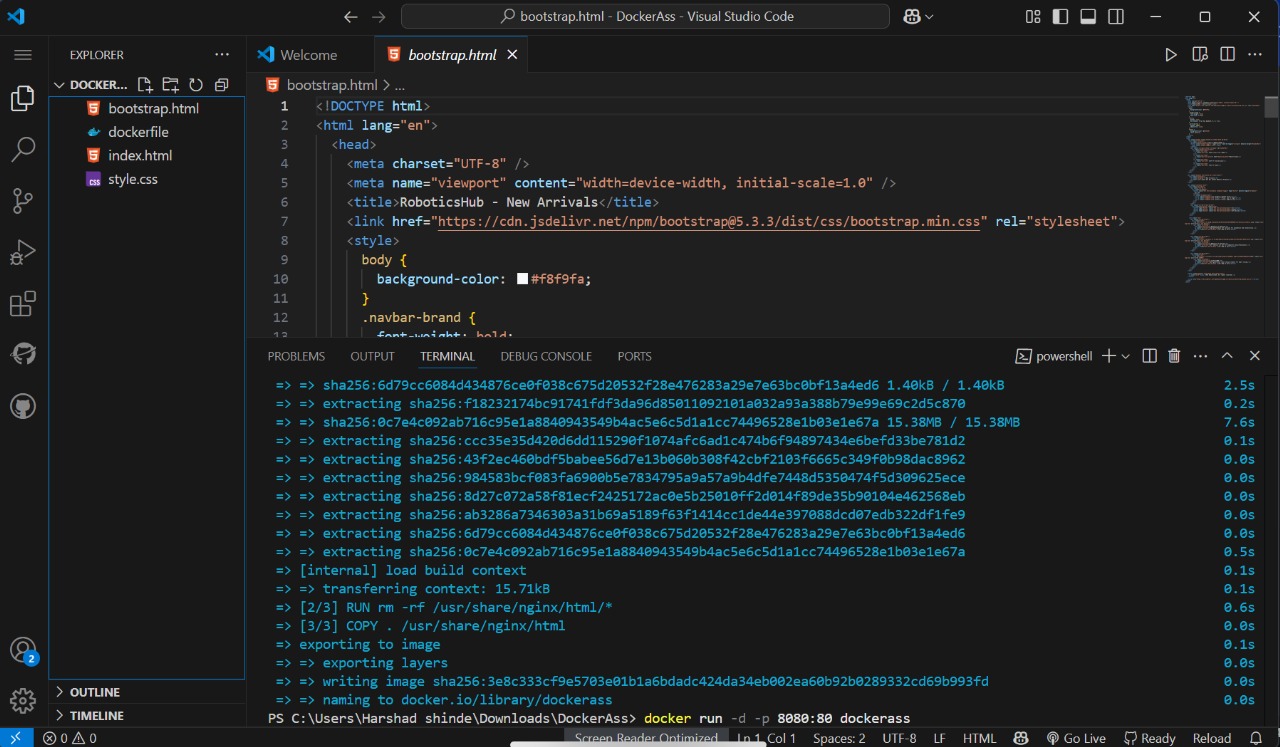 bootstrap.html - DockerAss - Visual Studio Code
EXPLORER
DOCKER...
bootstrap.html
dockerfile
index.html
style.css
OUTLINE
TIMELINE
2
Welcome
bootstrap.html
bootstrap.html > ...
1 <!DOCTYPE html>
2 <html lang="en">
3 <head>
4 <meta charset="UTF-8" />
5 <meta name="viewport" content="width=device-width, initial-scale=1.0" />
6 <title>RoboticsHub - New Arrivals</title>
7 <link href="https://cdn.jsdelivr.net/npm/bootstrap@5.3.3/dist/css/bootstrap.min.css" rel="stylesheet">
8 <style>
9 body {
10 background-color: #f8f9fa;
11 }
12 .navbar-brand {
13 font-weight: bold;
PROBLEMS OUTPUT TERMINAL DEBUG CONSOLE PORTS powershell
=> => sha256:6d79cc6084d434876ce0f038c675d20532f28e476283a29e7e63bc0bf13a4ed6 1.40kB / 1.40kB 2.5s
=> => extracting sha256:f18232174bc91741fdf3da96d85011092101a032a93a388b79e99e69c2d5c870 0.2s
=> => sha256:0c7e4c092ab716c95e1a8840943549b4ac5e6c5d1a1cc74496528e1b03e1e67a 15.38MB / 15.38MB 7.6s
=> => extracting sha256:ccc35e35d420d6dd115290f1074afc6ad1c474b6f94897434e6befd33be781d2 0.1s
=> => extracting sha256:43f2ec460bdf5babee56d7e13b060b308f42cbf2103f6665c349f0b98dac8962 0.0s
=> => extracting sha256:984583bcf083fa6900b5e7834795a9a57a9b4dfe7448d5350474f5d309625ece 0.0s
=> => extracting sha256:8d27c072a58f81ecf2425172ac0e5b25010ff2d014f89de35b90104e462568eb 0.0s
=> => extracting sha256:ab3286a7346303a31b69a5189f63f1414cc1de44e397088dcd07edb322df1fe9 0.0s
=> => extracting sha256:6d79cc6084d434876ce0f038c675d20532f28e476283a29e7e63bc0bf13a4ed6 0.0s
=> => extracting sha256:0c7e4c092ab716c95e1a8840943549b4ac5e6c5d1a1cc74496528e1b03e1e67a 0.5s
=> [internal] load build context 0.1s
=> => transferring context: 15.71kB 0.1s
=> [2/3] RUN rm -rf /usr/share/nginx/html/* 0.6s
=> [3/3] COPY . /usr/share/nginx/html 0.0s
=> exporting to image 0.1s
=> => exporting layers 0.0s
=> => writing image sha256:3e8c333cf9e5703e01b1a6bdadc424da34eb002ea60b92b0289332cd69b993fd 0.0s
=> => naming to docker.io/library/dockerass 0.0s
PS C:\Users\Harshad shinde\Downloads\DockerAss> docker run -d -p 8080:80 dockerass
0 0 Screen Reader Optimized Ln 1, Col 1 Spaces: 2 UTF-8 LF HTML Go Live Ready Reload